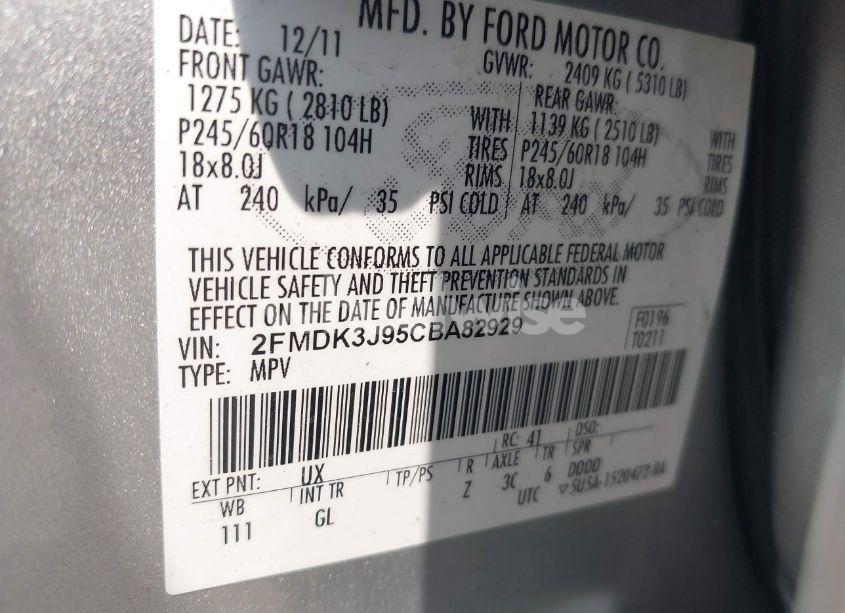 MFD. BY FORD MOTOR CO.
DATE: 12/11 GVWR: 2409 KG ( 5310 LB)
FRONT GAWR: REAR GAWR:
1275 KG ( 2810 LB) WITH 1139 KG ( 2510 LB) WITH
P245/60R18 104H TIRES P245/60R18 104H TIRES
18x8.0J RIMS 18x8.0J RIMS
AT 240 kPa/ 35 PSI COLD AT 240 kPa/ 35 PSI COLD
THIS VEHICLE CONFORMS TO ALL APPLICABLE FEDERAL MOTOR
VEHICLE SAFETY AND THEFT PREVENTION STANDARDS IN
EFFECT ON THE DATE OF MANUFACTURE SHOWN ABOVE.
VIN: 2FMDK3J95CBA82929 F0196
TYPE: MPV T0211
RC: 41 DSO:
EXT PNT: UX TP/PS R AXLE TR SPR
WB INT TR Z 3C 6 DDDD
111 GL UTC ▽5U5A-1520472-BA